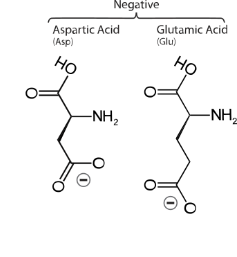 Negative
Aspartic Acid Glutamic Acid
(Asp) (Glu)
HO HO
O O
NH2 NH2
O
O O
O